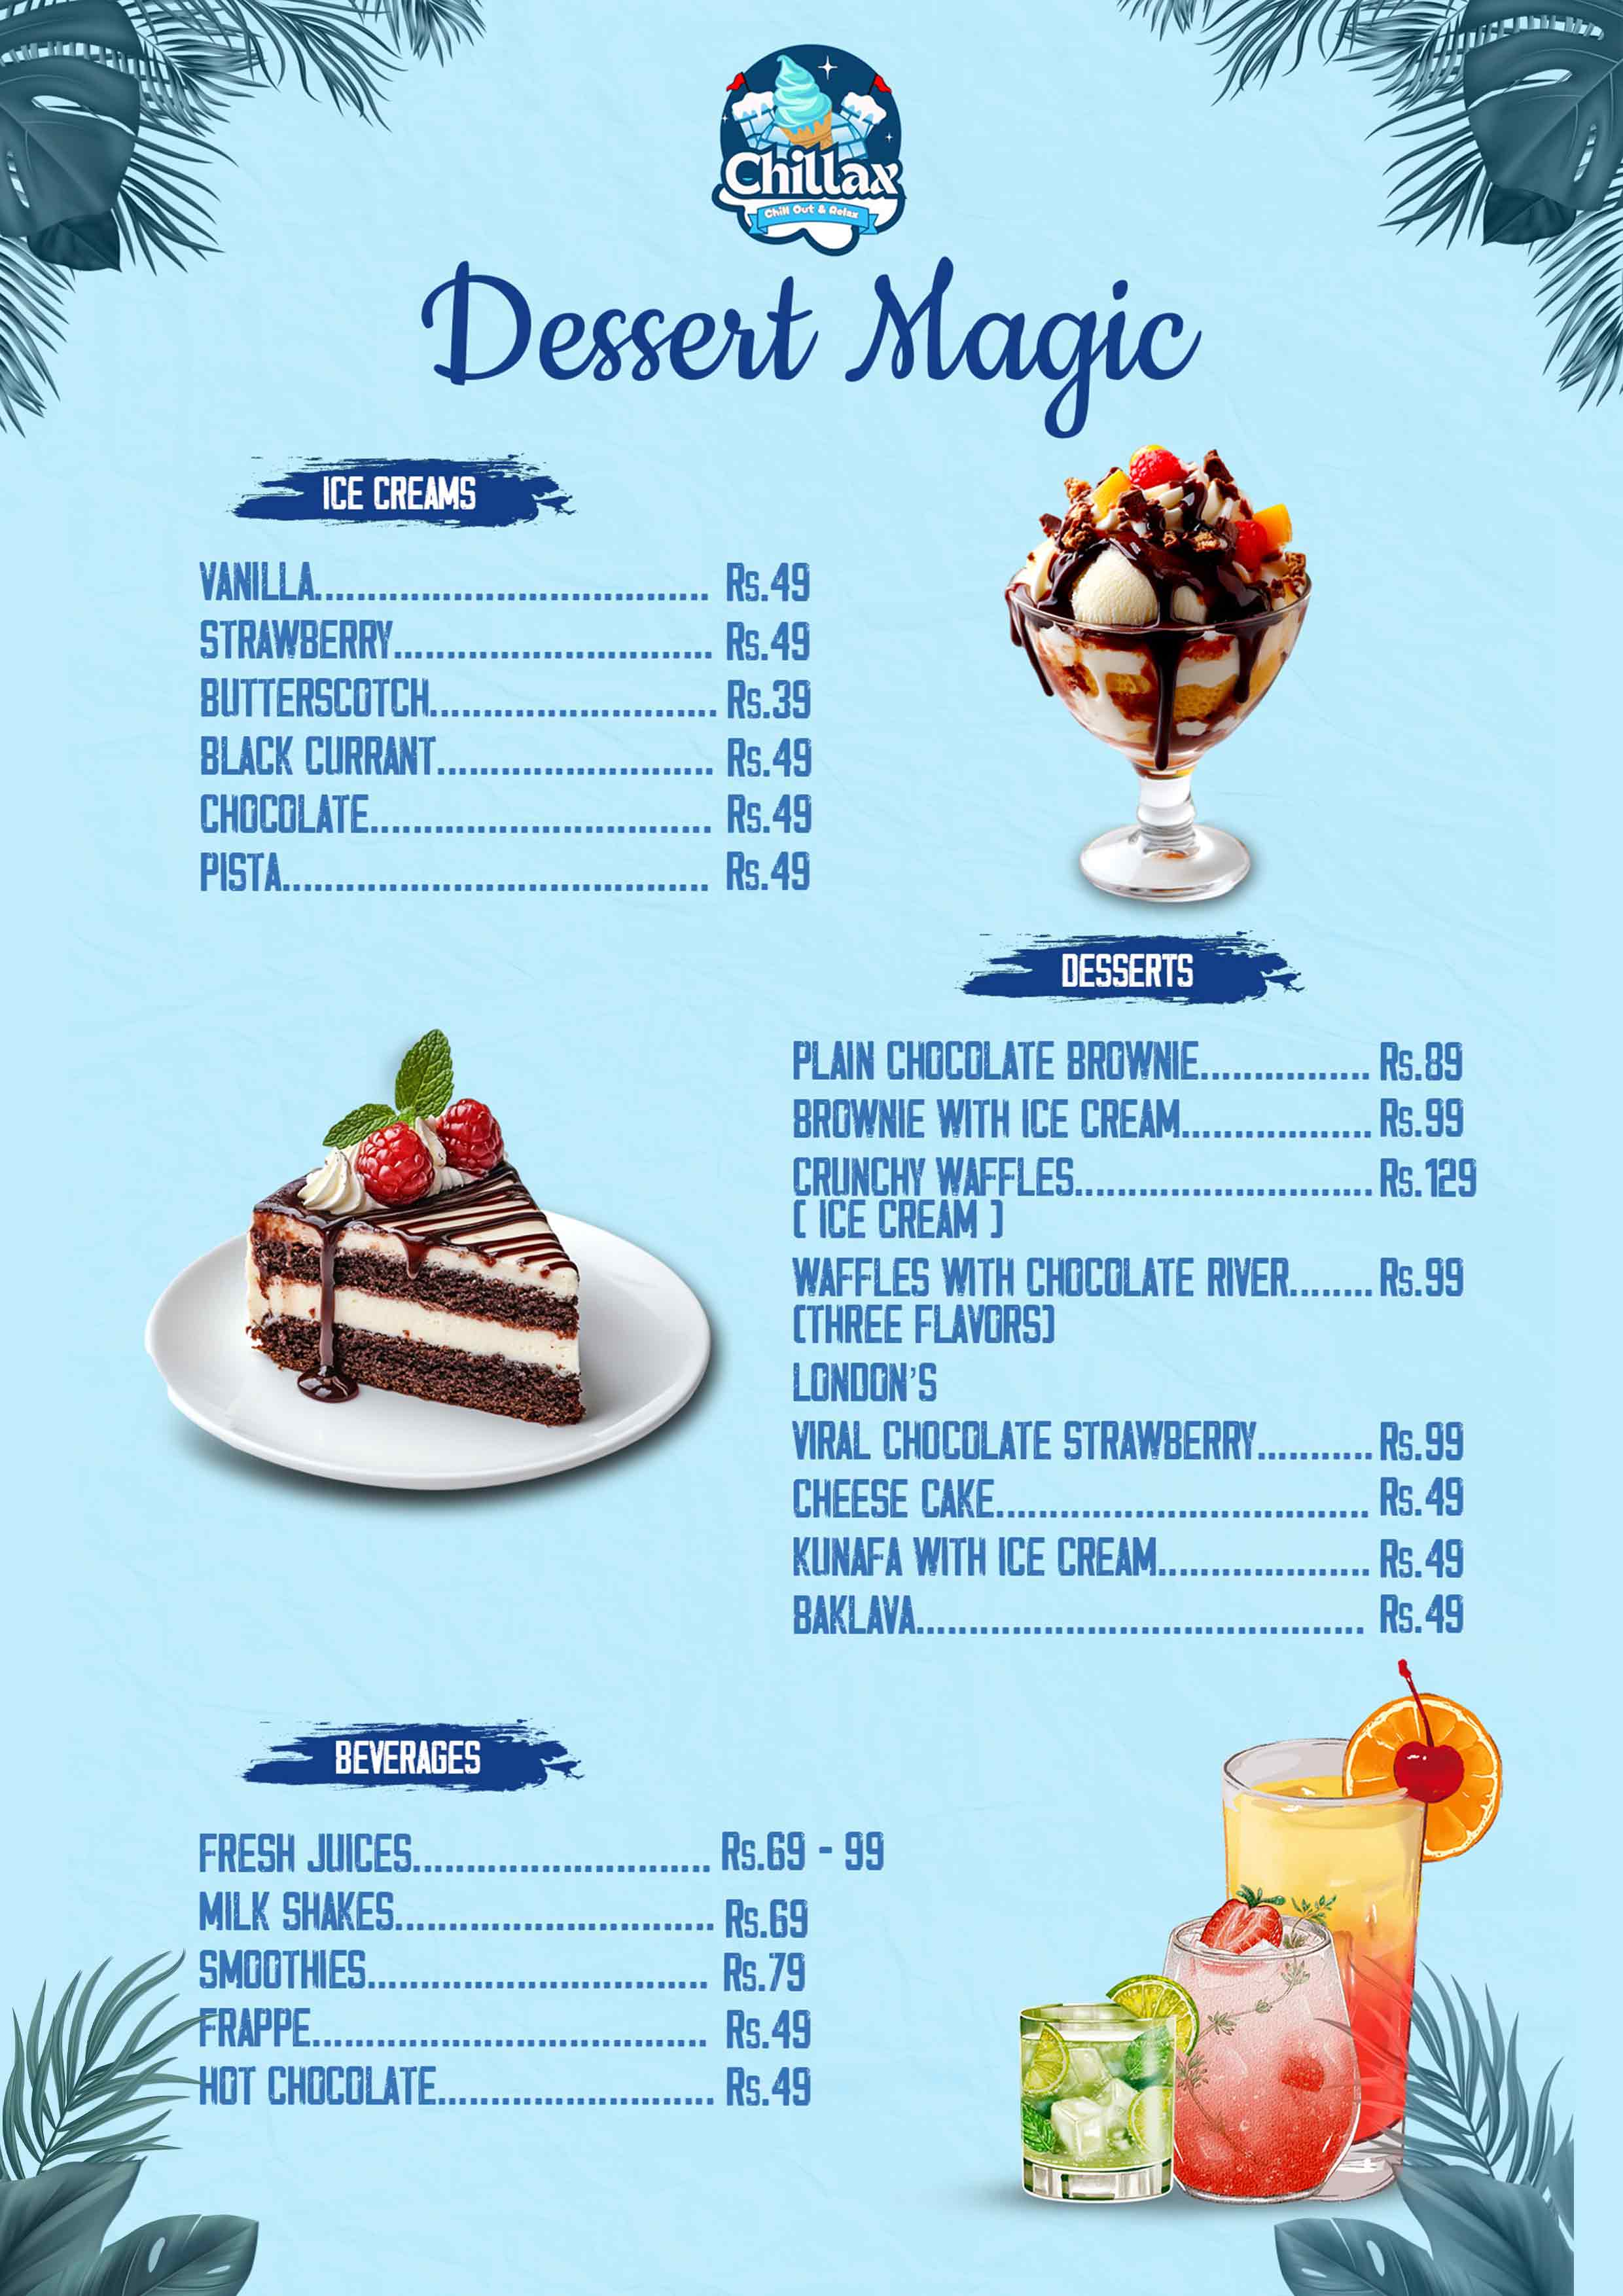 Chillax
Chill Out & Relax
Dessert Magic
ICE CREAMS
VANILLA...................................... Rs.49
STRAWBERRY.............................. Rs.49
BUTTERSCOTCH........................... Rs.39
BLACK CURRANT.......................... Rs.49
CHOCOLATE................................ Rs.49
PISTA......................................... Rs.49
DESSERTS
PLAIN CHOCOLATE BROWNIE................ Rs.89
BROWNIE WITH ICE CREAM.................. Rs.99
CRUNCHY WAFFLES............................ Rs.129
( ICE CREAM )
WAFFLES WITH CHOCOLATE RIVER........ Rs.99
(THREE FLAVORS)
LONDON'S
VIRAL CHOCOLATE STRAWBERRY........... Rs.99
CHEESE CAKE.................................... Rs.49
KUNAFA WITH ICE CREAM.................... Rs.49
BAKLAVA........................................... Rs.49
BEVERAGES
FRESH JUICES............................ Rs.69 - 99
MILK SHAKES.............................. Rs.69
SMOOTHIES................................ Rs.79
FRAPPE...................................... Rs.49
HOT CHOCOLATE.......................... Rs.49